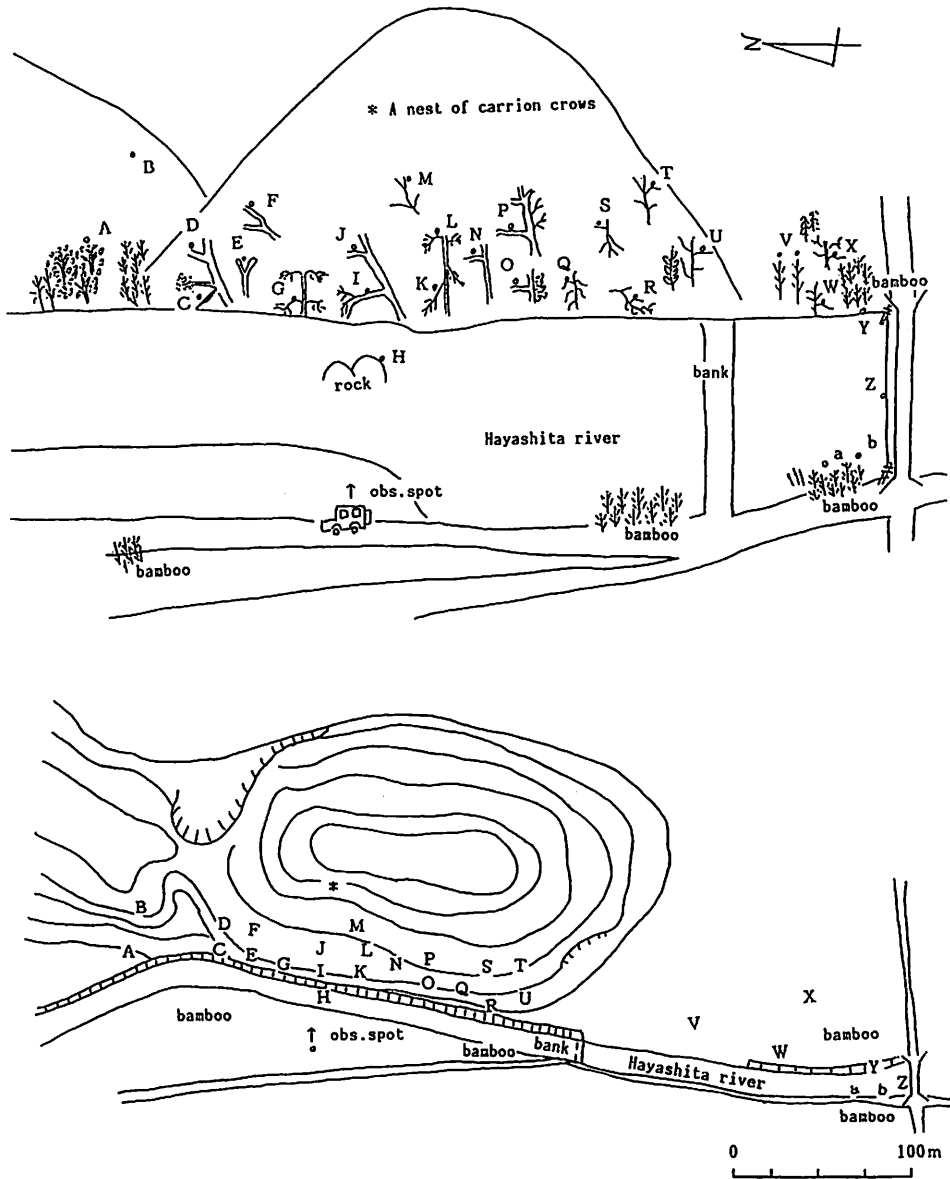 N
* A nest of carrion crows
B
M
T
F
A
D
P
S
L
E
J
N
U
V
X
O
Q
G
I
K
R
W
bamboo
C
Y
H
rock
bank
Z
Hayashita river
b
a
↑ obs.spot
bamboo
bamboo
bamboo
*
B
D
F
M
A
C
E
J
L
P
S
T
G
I
K
N
O
Q
U
H
R
X
V
bamboo
↑ obs.spot
bamboo
bank
W
bamboo
Hayashita river
Y
Z
a
b
bamboo
0
100m